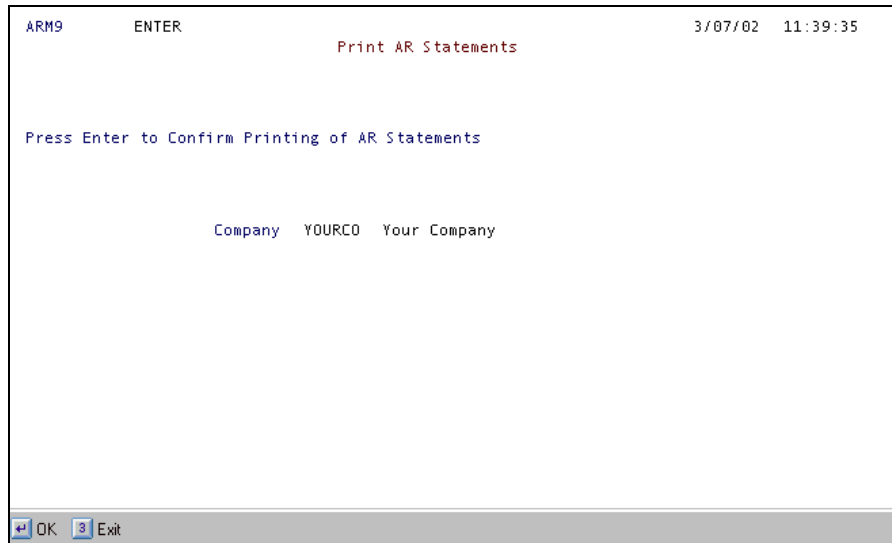 ARM9 ENTER 3/07/02 11:39:35
Print AR Statements
Press Enter to Confirm Printing of AR Statements
Company YOURCO Your Company
OK 3 Exit